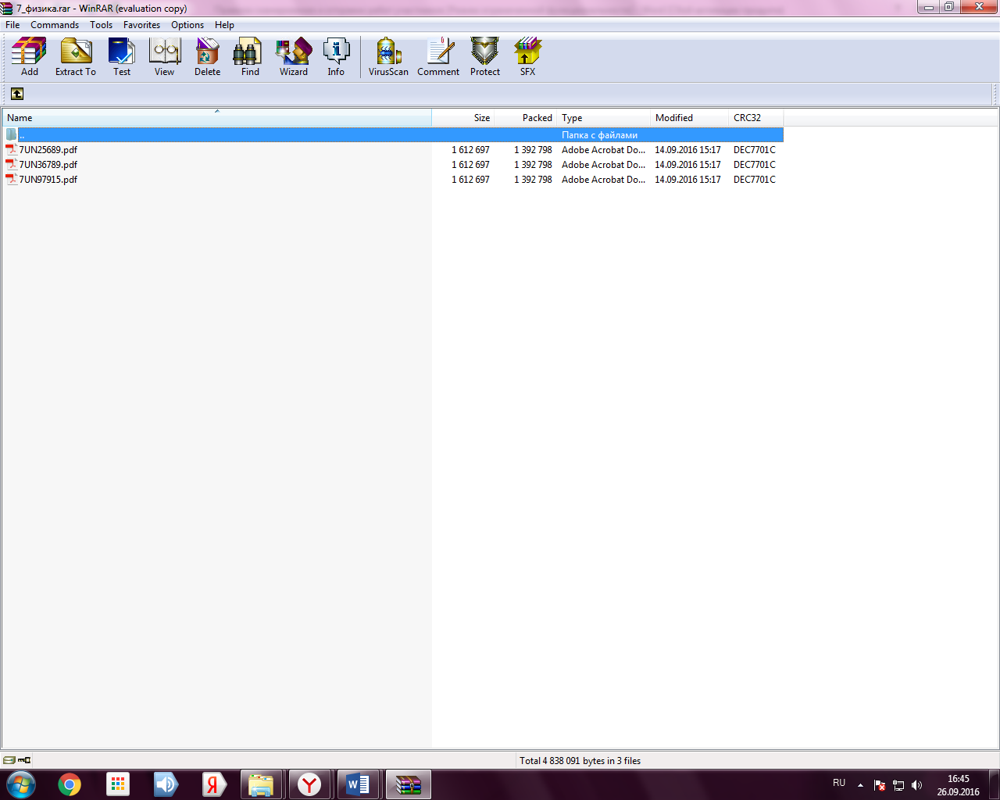 7_физика.rar - WinRAR (evaluation copy)
File Commands Tools Favorites Options Help
Add Extract To Test View Delete Find Wizard Info VirusScan Comment Protect SFX
Name Size Packed Type Modified CRC32
.. Папка с файлами
7UN25689.pdf 1 612 697 1 392 798 Adobe Acrobat Do... 14.09.2016 15:17 DEC7701C
7UN36789.pdf 1 612 697 1 392 798 Adobe Acrobat Do... 14.09.2016 15:17 DEC7701C
7UN97915.pdf 1 612 697 1 392 798 Adobe Acrobat Do... 14.09.2016 15:17 DEC7701C
Total 4 838 091 bytes in 3 files
RU 16:45
26.09.2016